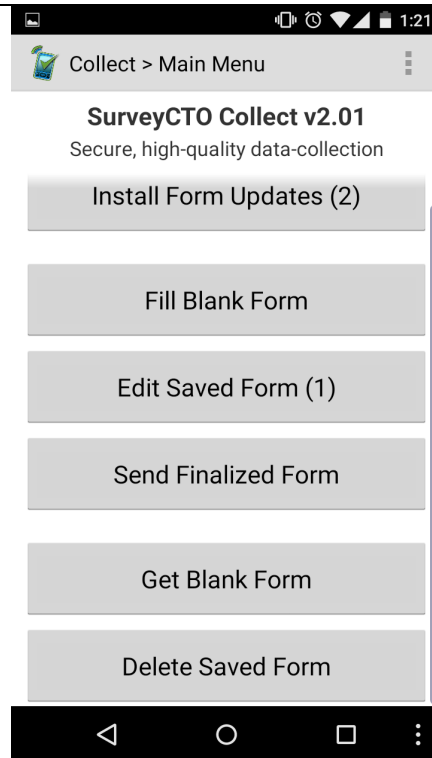 1:21
Collect > Main Menu
SurveyCTO Collect v2.01
Secure, high-quality data-collection
Install Form Updates (2)
Fill Blank Form
Edit Saved Form (1)
Send Finalized Form
Get Blank Form
Delete Saved Form